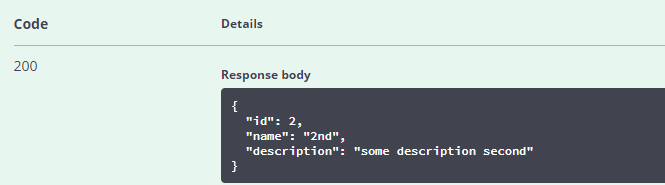 Code Details
200
Response body
{
  "id": 2,
  "name": "2nd",
  "description": "some description second"
}